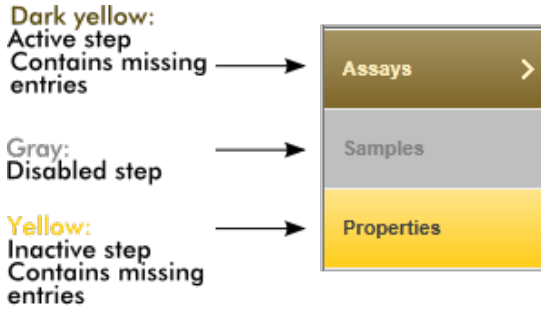 Dark yellow:
Active step
Contains missing
entries
Assays
Gray:
Disabled step
Samples
Yellow:
Inactive step
Contains missing
entries
Properties